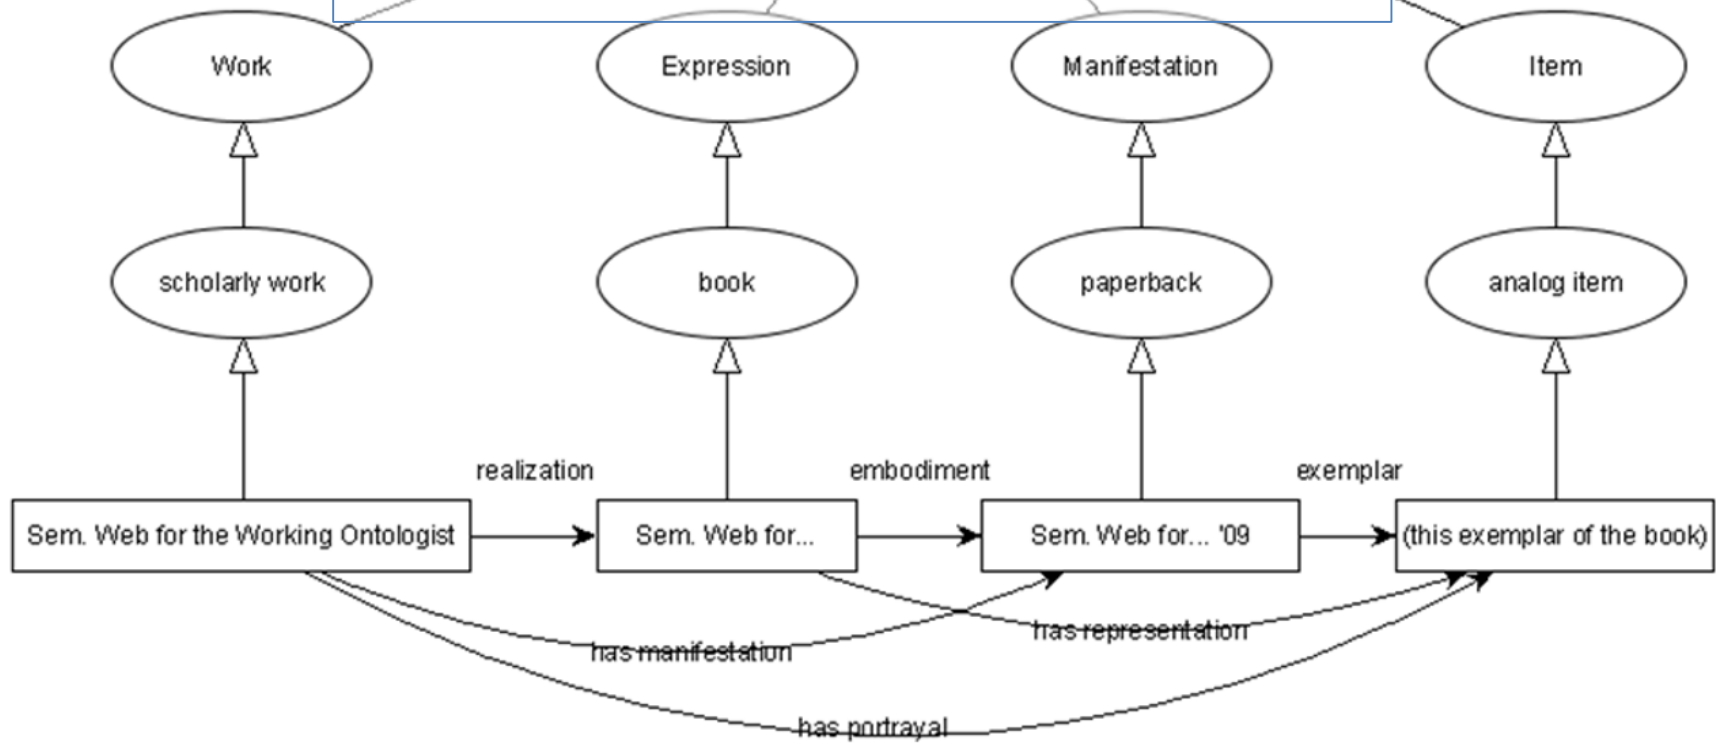 Work
Expression
Manifestation
Item
scholarly work
book
paperback
analog item
realization
embodiment
exemplar
Sem. Web for the Working Ontologist
Sem. Web for...
Sem. Web for... '09
(this exemplar of the book)
has representation
has manifestation
has portrayal